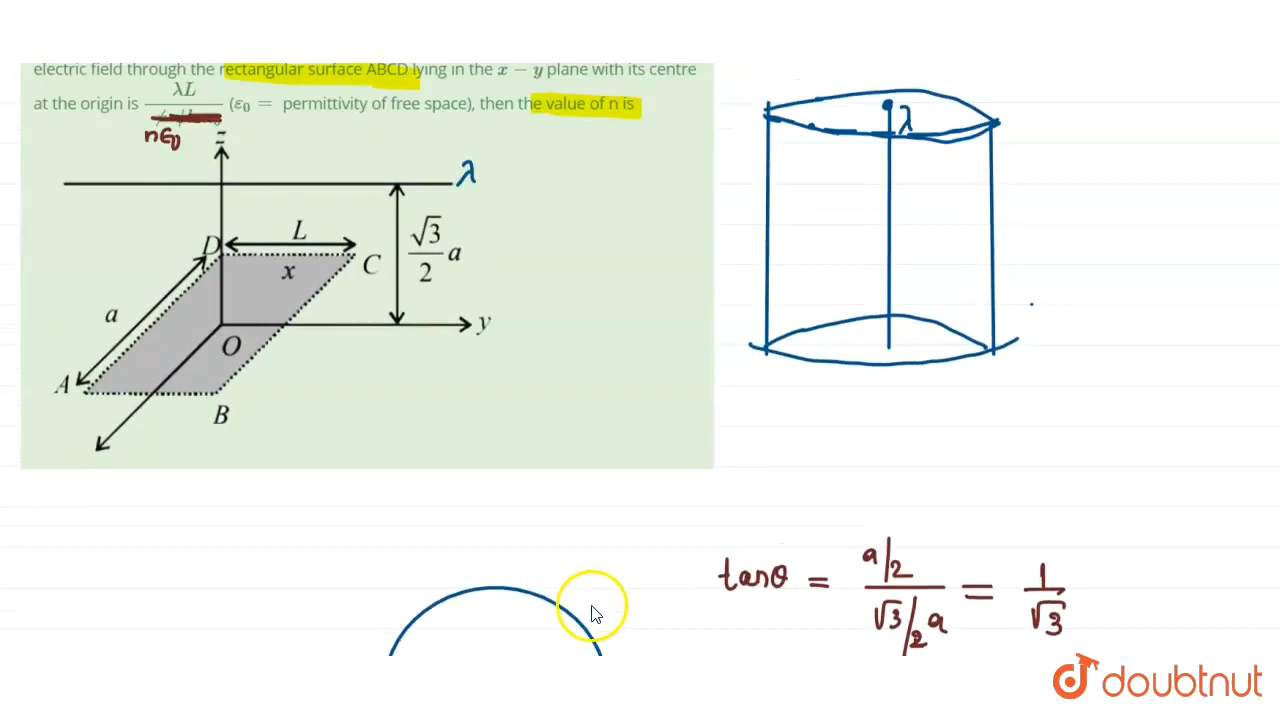 electric field through the rectangular surface ABCD lying in the x − y plane with its centre
at the origin is λL (ε₀ = permittivity of free space), then the value of n is
nϵ₀
z
λ
λ
L
D
√3/2 a
C
x
a
y
O
A
B
tanθ = (a/2)/(√3/2 a) = 1/√3
doubtnut